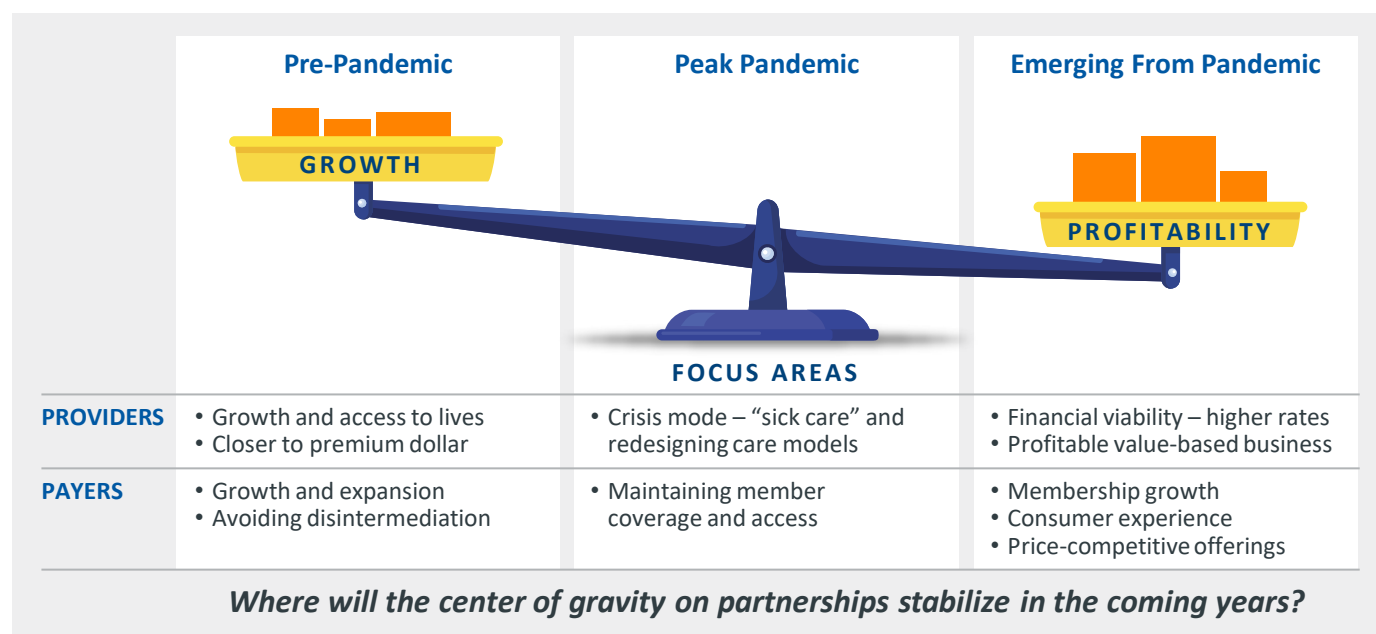 Pre-Pandemic
Peak Pandemic
Emerging From Pandemic
GROWTH
PROFITABILITY
FOCUS AREAS
PROVIDERS
• Growth and access to lives
• Closer to premium dollar
• Crisis mode – “sick care” and
redesigning care models
• Financial viability – higher rates
• Profitable value-based business
PAYERS
• Growth and expansion
• Avoiding disintermediation
• Maintaining member
coverage and access
• Membership growth
• Consumer experience
• Price-competitive offerings
Where will the center of gravity on partnerships stabilize in the coming years?